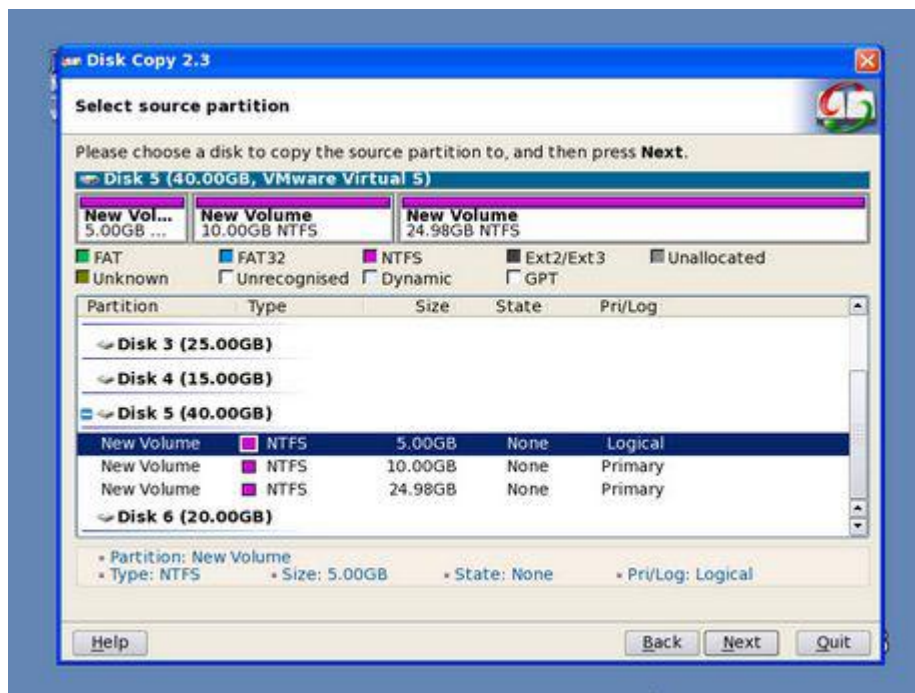 Disk Copy 2.3
Select source partition
Please choose a disk to copy the source partition to, and then press Next.
Disk 5 (40.00GB, VMware Virtual S)
New Vol... New Volume New Volume
5.00GB ... 10.00GB NTFS 24.98GB NTFS
FAT FAT32 NTFS Ext2/Ext3 Unallocated
Unknown Unrecognised Dynamic GPT
Partition Type Size State Pri/Log
Disk 3 (25.00GB)
Disk 4 (15.00GB)
Disk 5 (40.00GB)
New Volume NTFS 5.00GB None Logical
New Volume NTFS 10.00GB None Primary
New Volume NTFS 24.98GB None Primary
Disk 6 (20.00GB)
Partition: New Volume
Type: NTFS Size: 5.00GB State: None Pri/Log: Logical
Help Back Next Quit